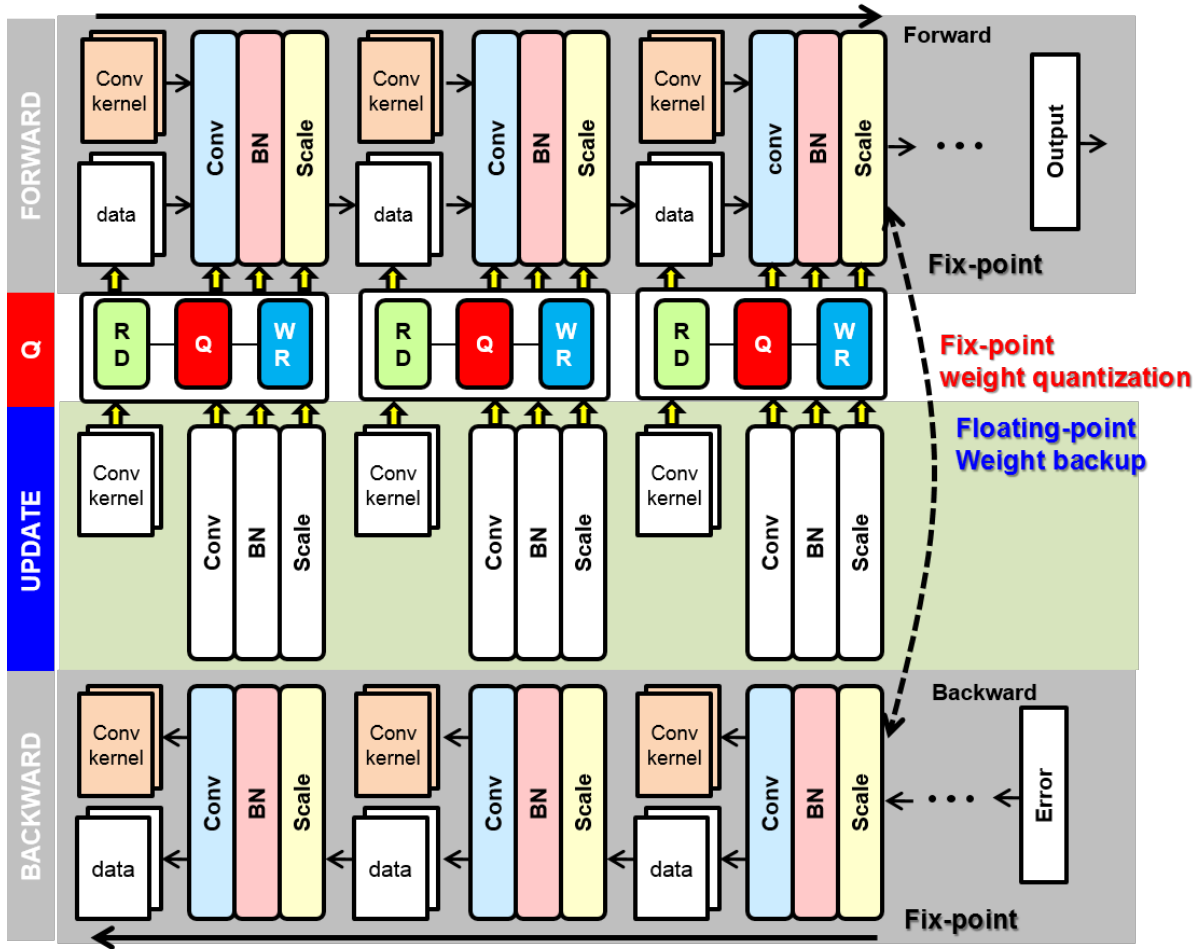 FORWARD
Forward
Conv
kernel
data
Conv
BN
Scale
Conv
kernel
data
Conv
BN
Scale
Conv
kernel
data
conv
BN
Scale
• • •
Output
Fix-point
Q
R
D
Q
W
R
R
D
Q
W
R
R
D
Q
W
R
Fix-point
weight quantization
UPDATE
Conv
kernel
Conv
BN
Scale
Conv
kernel
Conv
BN
Scale
Conv
kernel
Conv
BN
Scale
Floating-point
Weight backup
BACKWARD
Backward
Conv
kernel
data
Conv
BN
Scale
Conv
kernel
data
Conv
BN
Scale
Conv
kernel
data
Conv
BN
Scale
• • •
Error
Fix-point